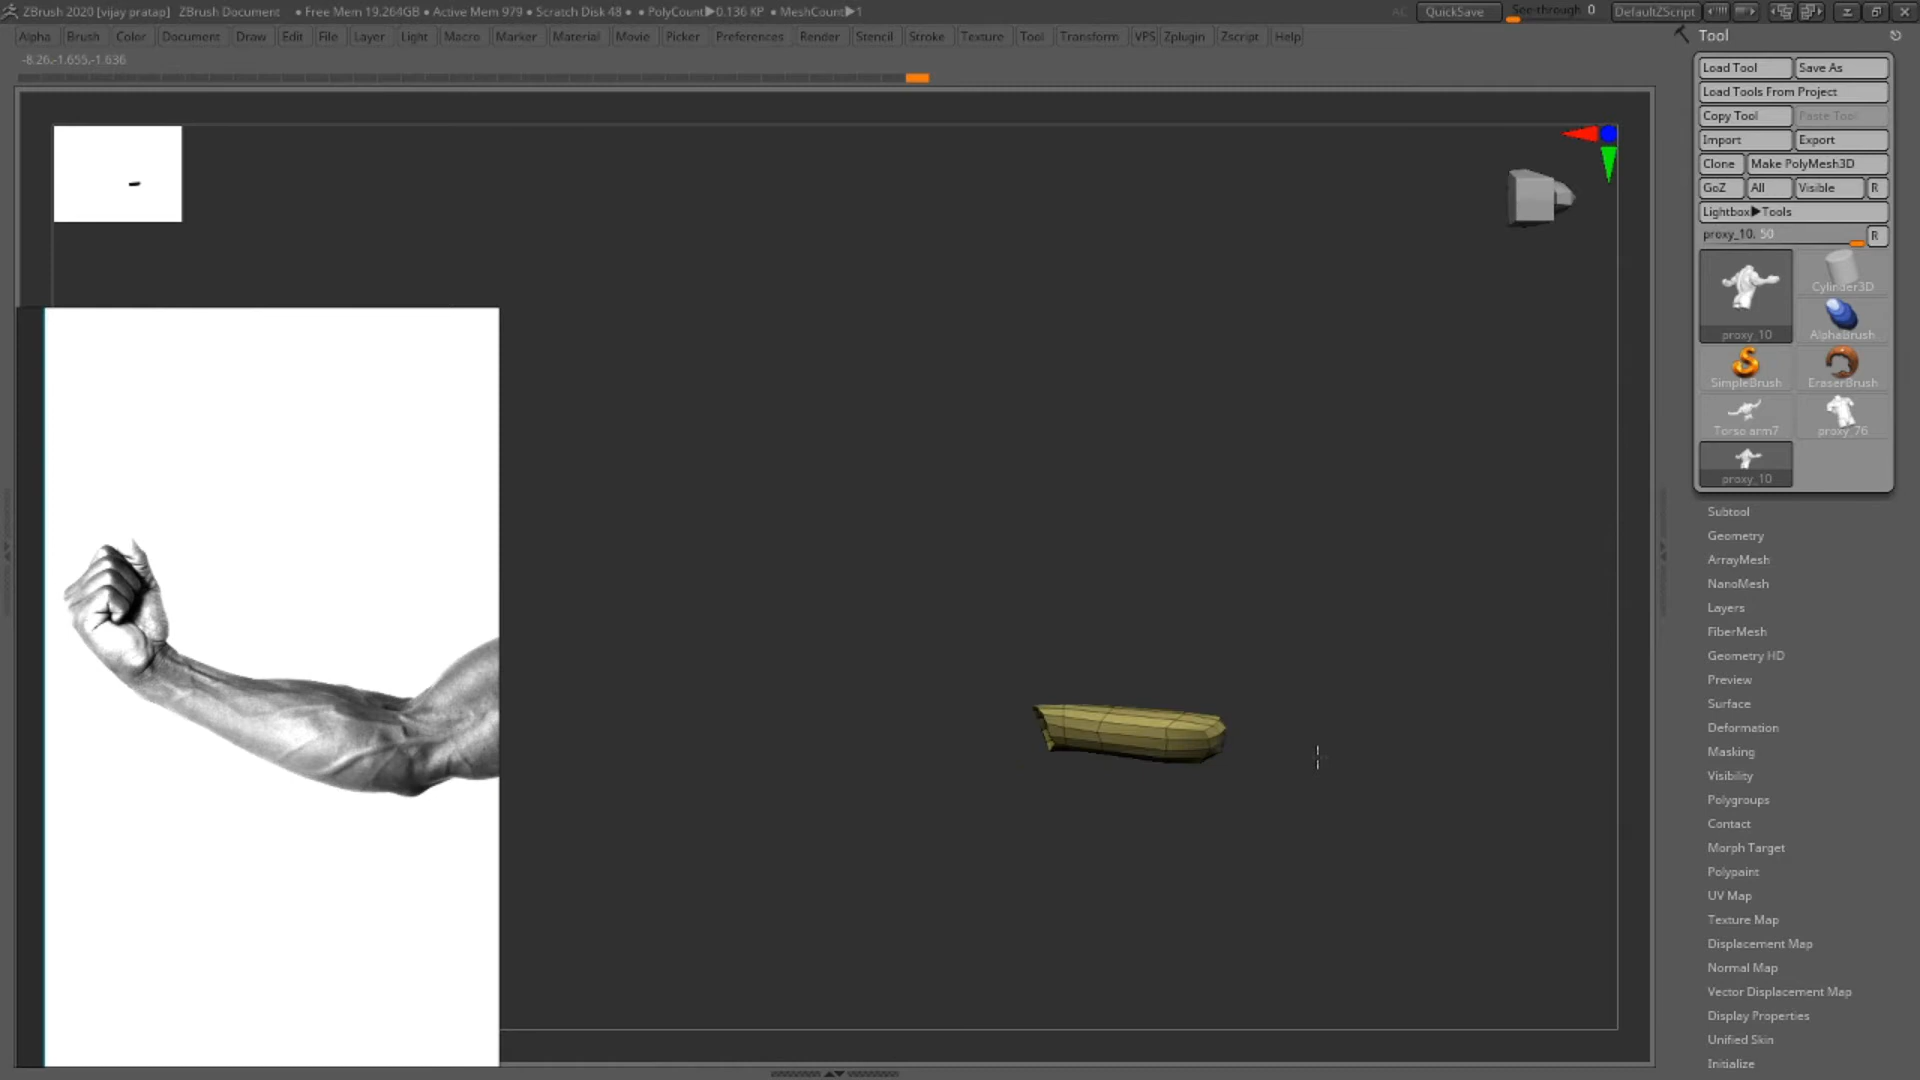 ZBrush 2020 [vijay pratap] ZBrush Document • Free Mem 19.264GB • Active Mem 979 • Scratch Disk 48 • • PolyCount▶0.136 KP • MeshCount▶1 AC QuickSave See-through 0 DefaultZScript
Alpha Brush Color Document Draw Edit File Layer Light Macro Marker Material Movie Picker Preferences Render Stencil Stroke Texture Tool Transform VPS Zplugin Zscript Help
-8.26,-1.655,-1.636
Tool
Load Tool Save As
Load Tools From Project
Copy Tool Paste Tool
Import Export
Clone Make PolyMesh3D
GoZ All Visible R
Lightbox▶Tools
proxy_10. 50 R
Cylinder3D
proxy_10 AlphaBrush
SimpleBrush EraserBrush
Torso arm7 proxy_76
proxy_10
Subtool
Geometry
ArrayMesh
NanoMesh
Layers
FiberMesh
Geometry HD
Preview
Surface
Deformation
Masking
Visibility
Polygroups
Contact
Morph Target
Polypaint
UV Map
Texture Map
Displacement Map
Normal Map
Vector Displacement Map
Display Properties
Unified Skin
Initialize